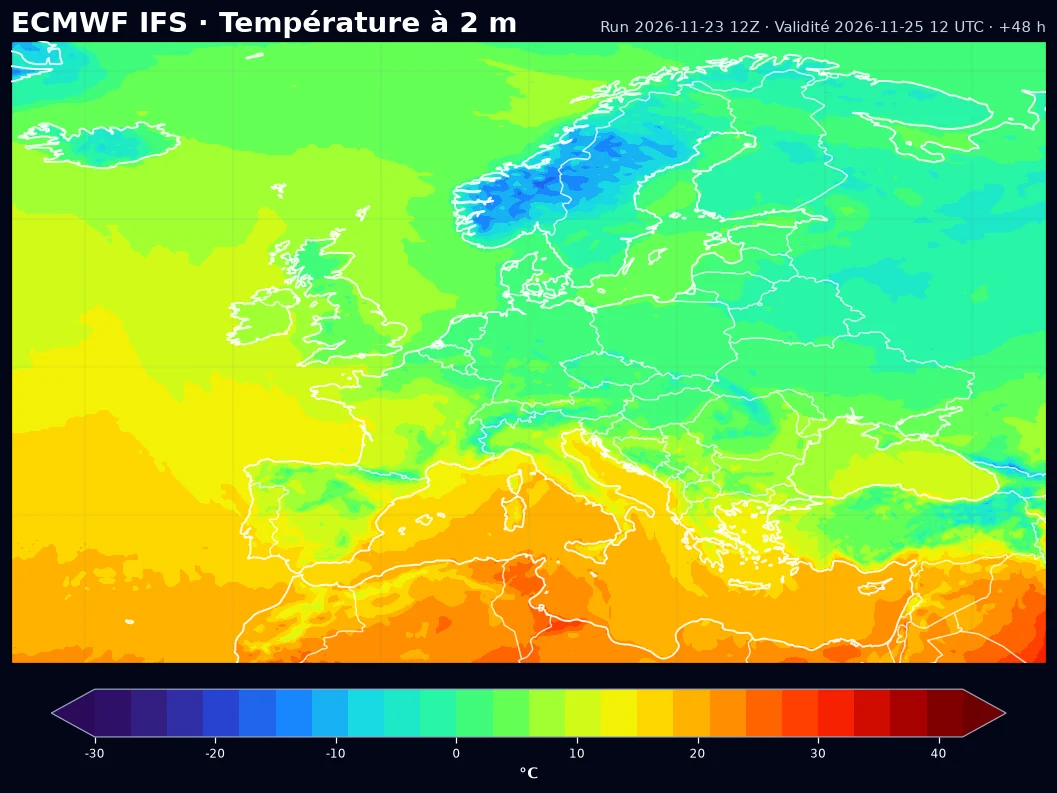 ECMWF IFS · Température à 2 m
Run 2026-11-23 12Z · Validité 2026-11-25 12 UTC · +48 h
-30 -20 -10 0 10 20 30 40
°C